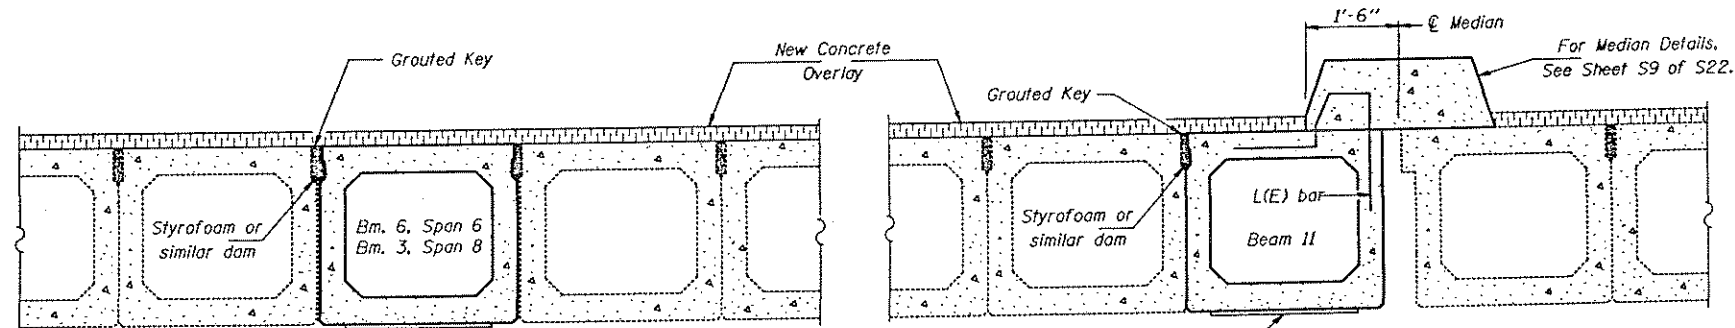 1'-6"
℄ Median
Grouted Key
New Concrete
Overlay
For Median Details,
See Sheet S9 of S22.
Grouted Key
Styrofoam or
similar dam
Bm. 6, Span 6
Bm. 3, Span 8
Styrofoam or
similar dam
L(E) bar
Beam 11